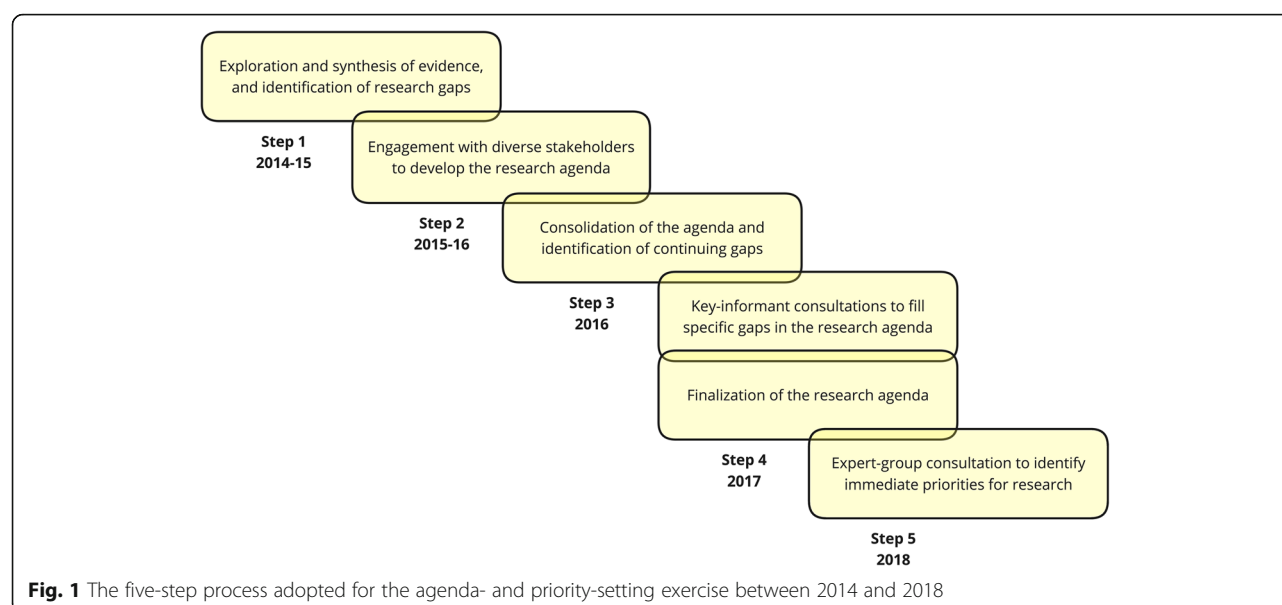 Exploration and synthesis of evidence,
and identification of research gaps
Step 1
2014-15
Engagement with diverse stakeholders
to develop the research agenda
Step 2
2015-16
Consolidation of the agenda and
identification of continuing gaps
Step 3
2016
Key-informant consultations to fill
specific gaps in the research agenda
Finalization of the research agenda
Step 4
2017
Expert-group consultation to identify
immediate priorities for research
Step 5
2018
Fig. 1 The five-step process adopted for the agenda- and priority-setting exercise between 2014 and 2018